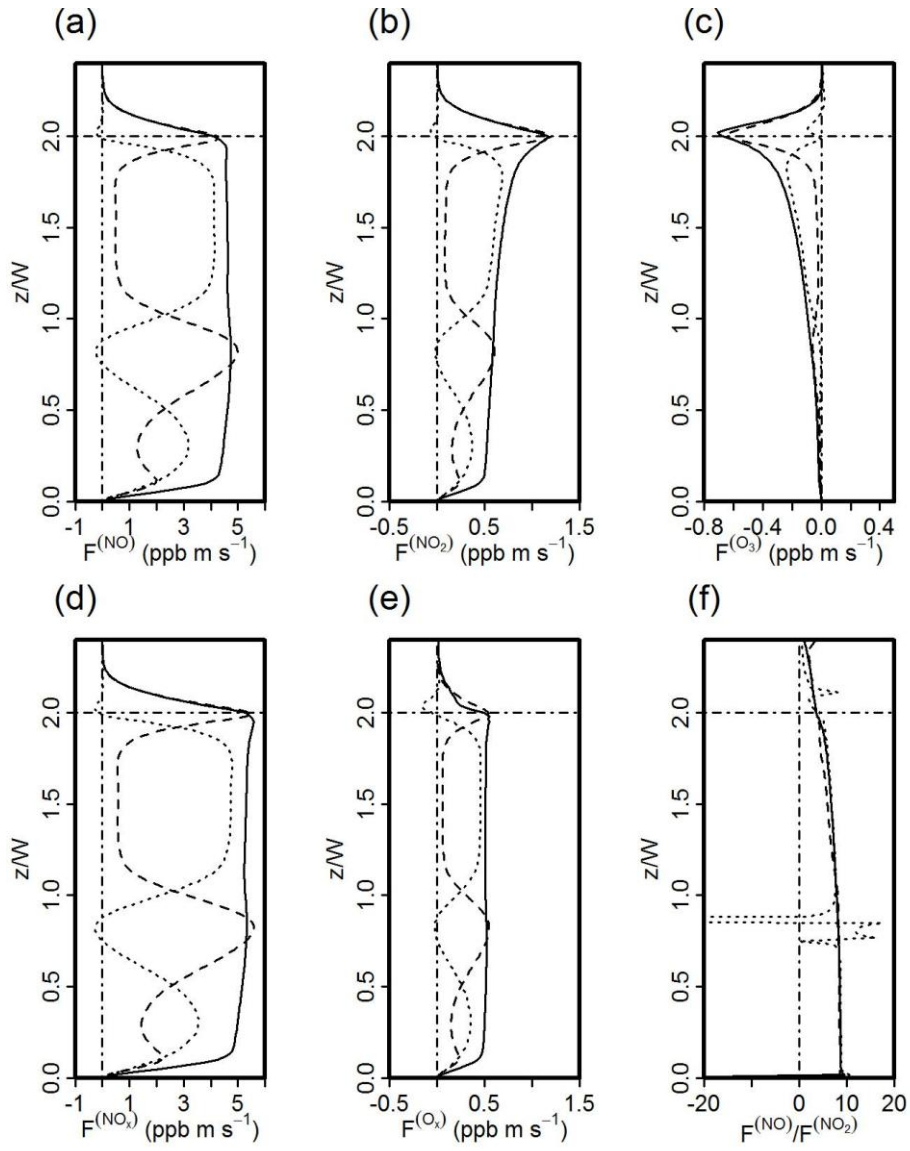 (a) (b) (c)
z/W z/W z/W
2.0 2.0 2.0
1.5 1.5 1.5
1.0 1.0 1.0
0.5 0.5 0.5
0.0 0.0 0.0
-1 1 3 5 -0.5 0.5 1.5 -0.8 -0.4 0.0 0.4
F(NO) (ppb m s−1) F(NO2) (ppb m s−1) F(O3) (ppb m s−1)
(d) (e) (f)
z/W z/W z/W
2.0 2.0 2.0
1.5 1.5 1.5
1.0 1.0 1.0
0.5 0.5 0.5
0.0 0.0 0.0
-1 1 3 5 -0.5 0.5 1.5 -20 0 10 20
F(NOx) (ppb m s−1) F(Ox) (ppb m s−1) F(NO)/F(NO2)